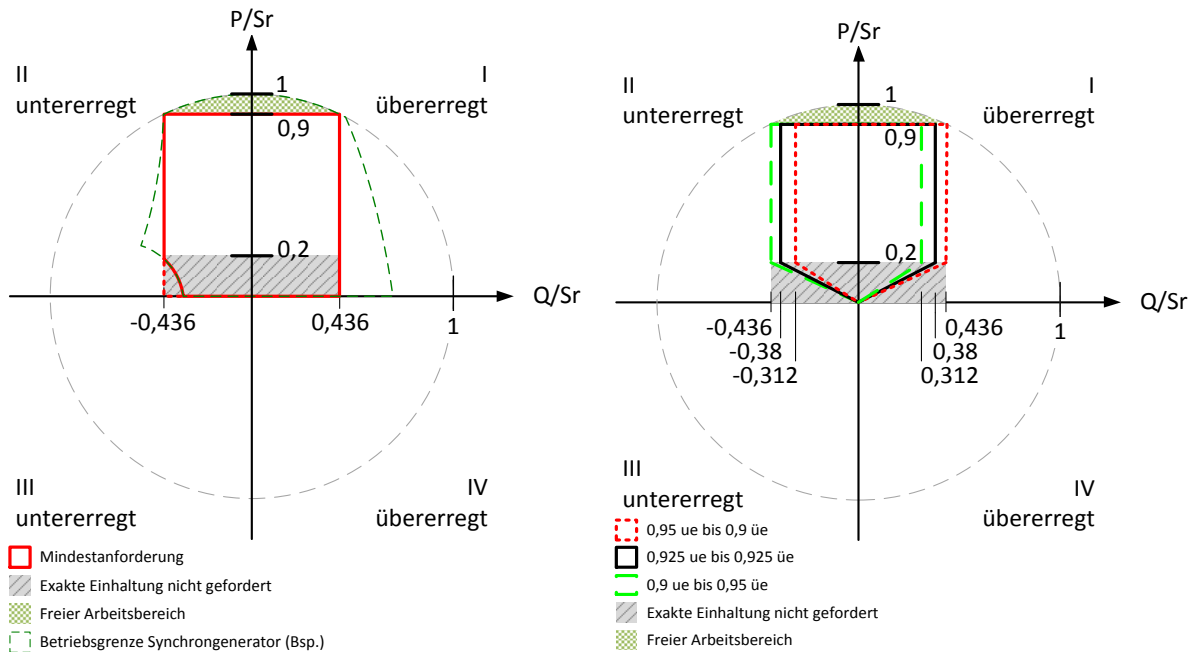 P/Sr
II
untererregt
I
übererregt
1
0,9
0,2
Q/Sr
-0,436
0,436
1
III
untererregt
IV
übererregt
Mindestanforderung
Exakte Einhaltung nicht gefordert
Freier Arbeitsbereich
Betriebsgrenze Synchrongenerator (Bsp.)
P/Sr
II
untererregt
I
übererregt
1
0,9
0,2
Q/Sr
-0,436
-0,38
-0,312
0,436
0,38
0,312
1
III
untererregt
IV
übererregt
0,95 ue bis 0,9 üe
0,925 ue bis 0,925 üe
0,9 ue bis 0,95 üe
Exakte Einhaltung nicht gefordert
Freier Arbeitsbereich